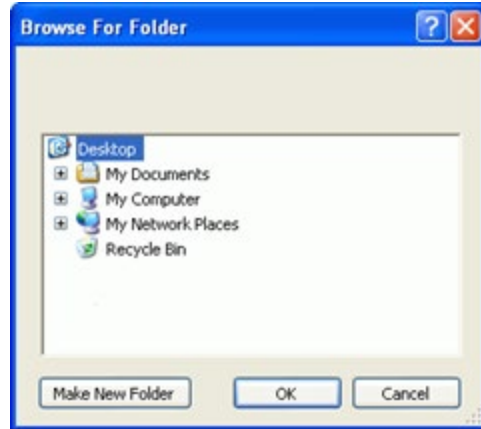 Browse For Folder
Desktop
My Documents
My Computer
My Network Places
Recycle Bin
Make New Folder
OK
Cancel